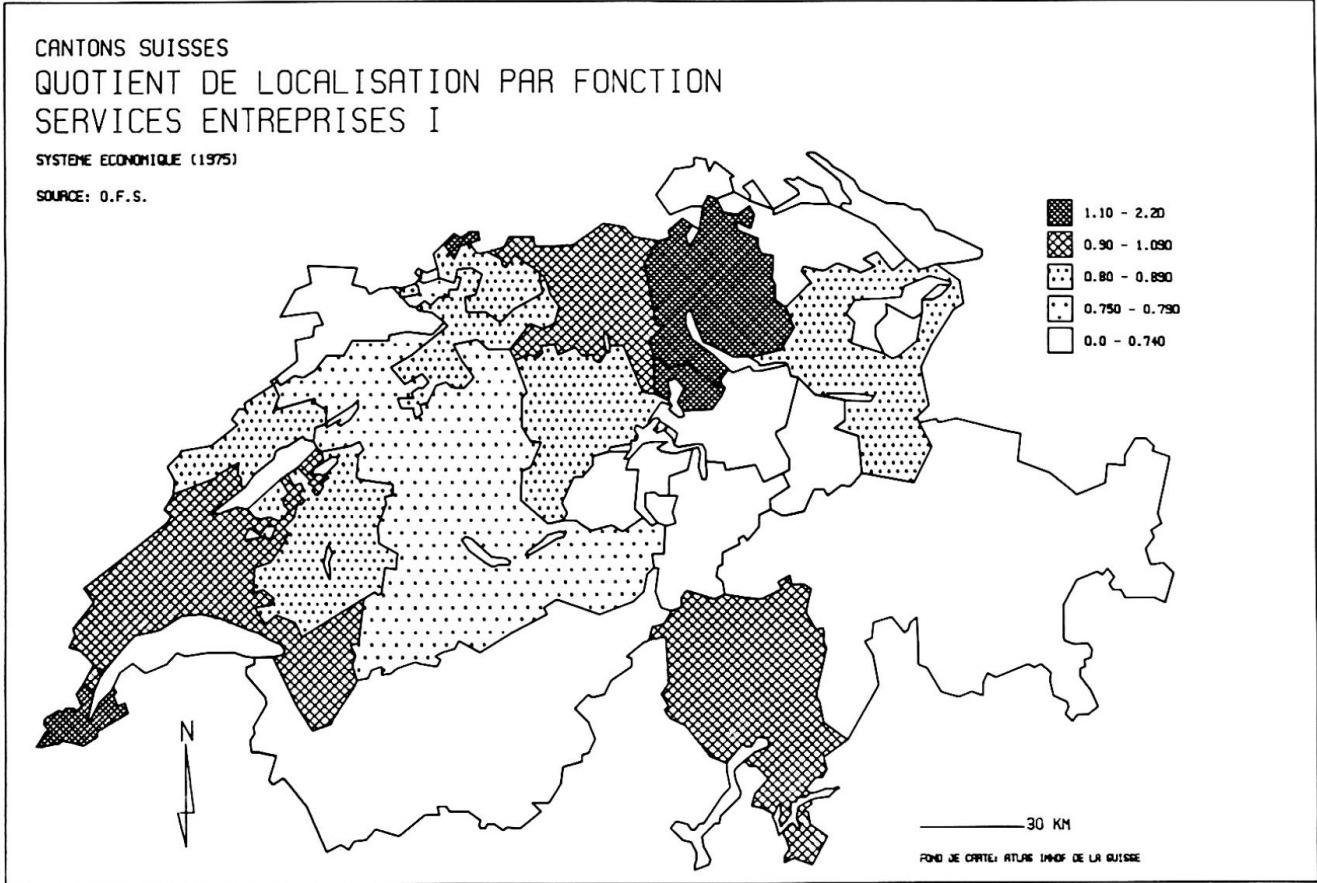 CANTONS SUISSES
QUOTIENT DE LOCALISATION PAR FONCTION
SERVICES ENTREPRISES I
SYSTEME ECONOMIQUE (1975)
SOURCE: O.F.S.
1.10 - 2.20
0.90 - 1.090
0.80 - 0.890
0.750 - 0.790
0.0 - 0.740
N
30 KM
FOND DE CARTE: ATLAS IMHOF DE LA SUISSE